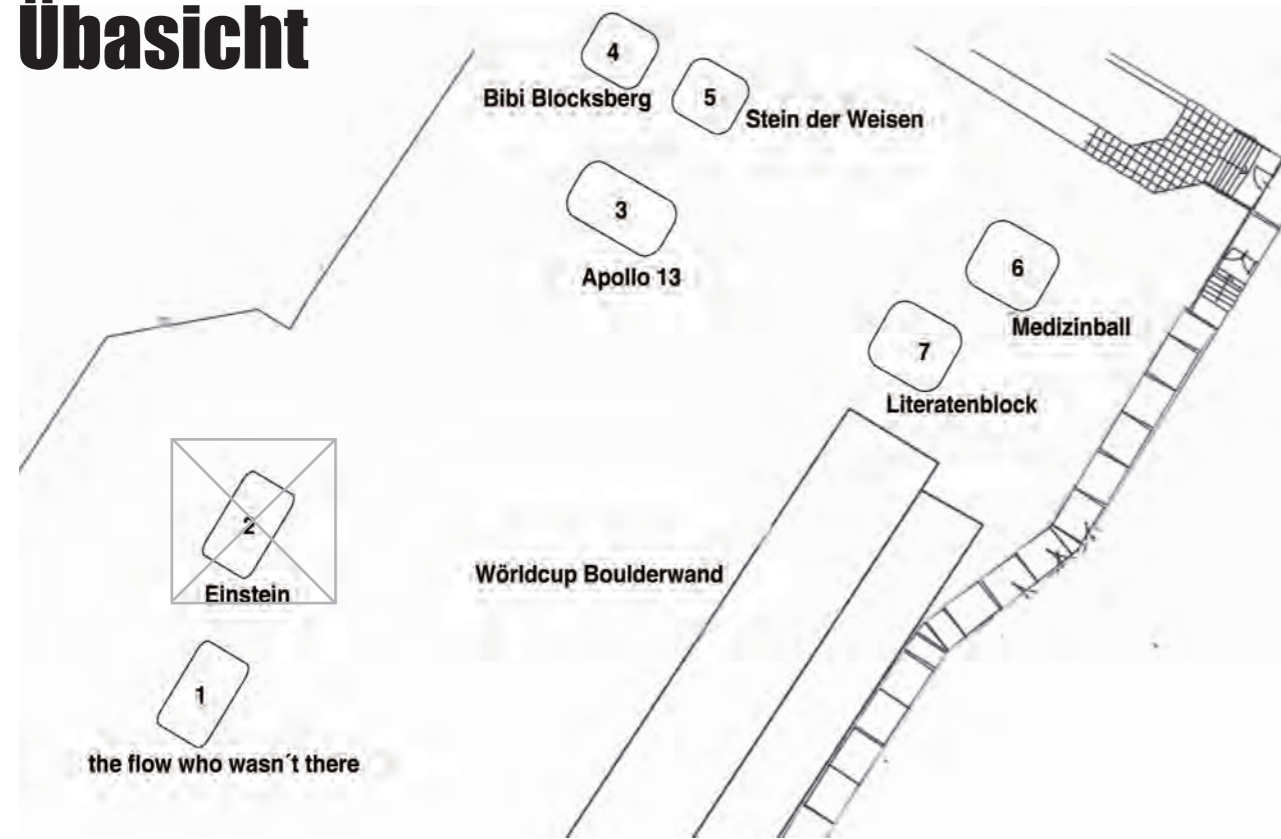 Übasicht
4
Bibi Blocksberg
5
Stein der Weisen
3
Apollo 13
6
Medizinball
7
Literatenblock
2
Einstein
Wörldcup Boulderwand
1
the flow who wasn´t there